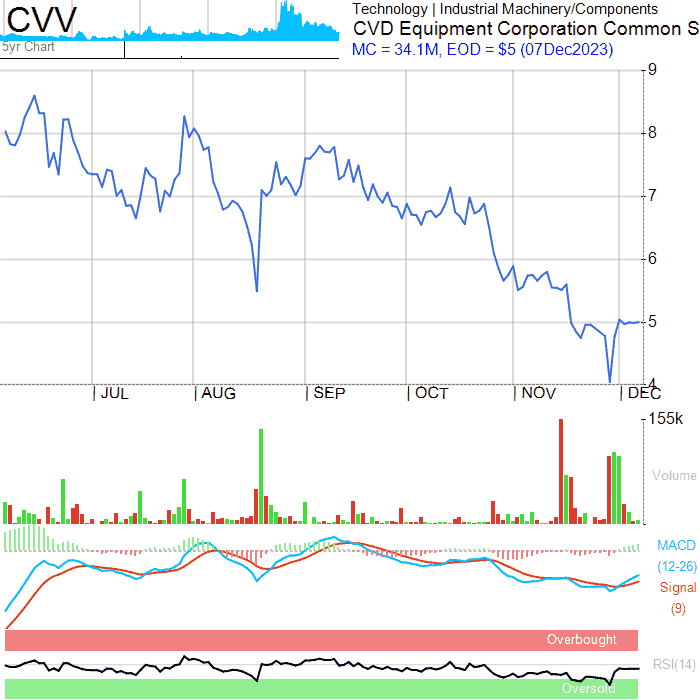 CVV
5yr Chart
Technology | Industrial Machinery/Components
CVD Equipment Corporation Common S
MC = 34.1M, EOD = $5 (07Dec2023)
9
8
7
6
5
4
JUL AUG SEP OCT NOV DEC
155k
Volume
MACD
(12-26)
Signal
(9)
Overbought
RSI(14)
Oversold